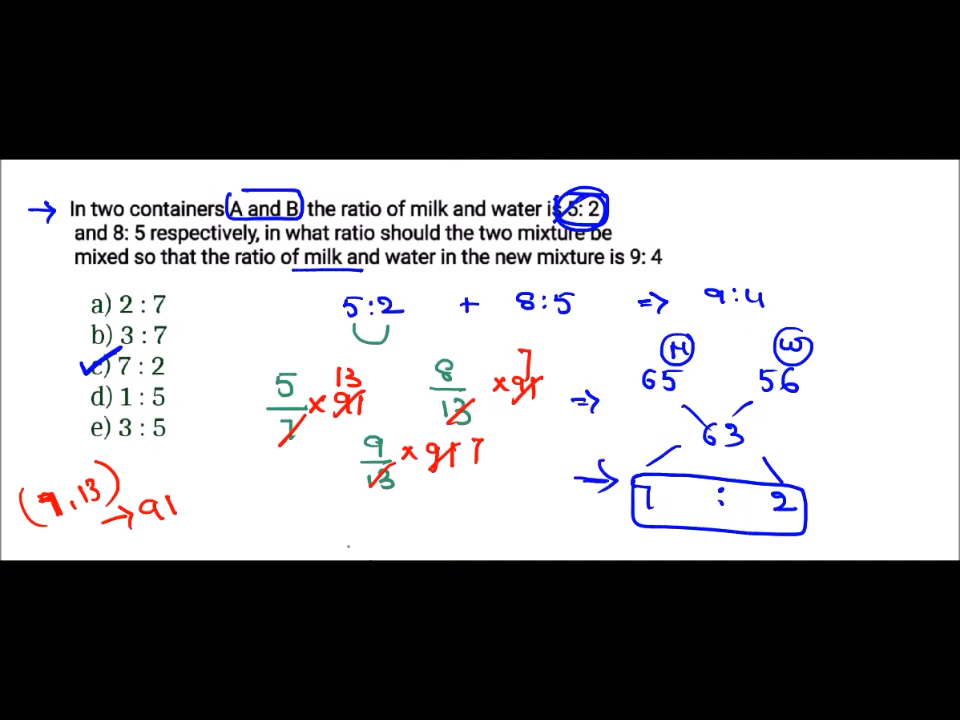 → In two containers A and B the ratio of milk and water is 5: 2
and 8: 5 respectively, in what ratio should the two mixture be
mixed so that the ratio of milk and water in the new mixture is 9: 4
a) 2 : 7
b) 3 : 7
c) 7 : 2
d) 1 : 5
e) 3 : 5
5:2 + 8:5 => 9:4
M W
5/7 × 91 13
8/13 × 91 7
=> 65 56
9/13 × 91 7
63
→ 7 : 2
(7, 13) → 91